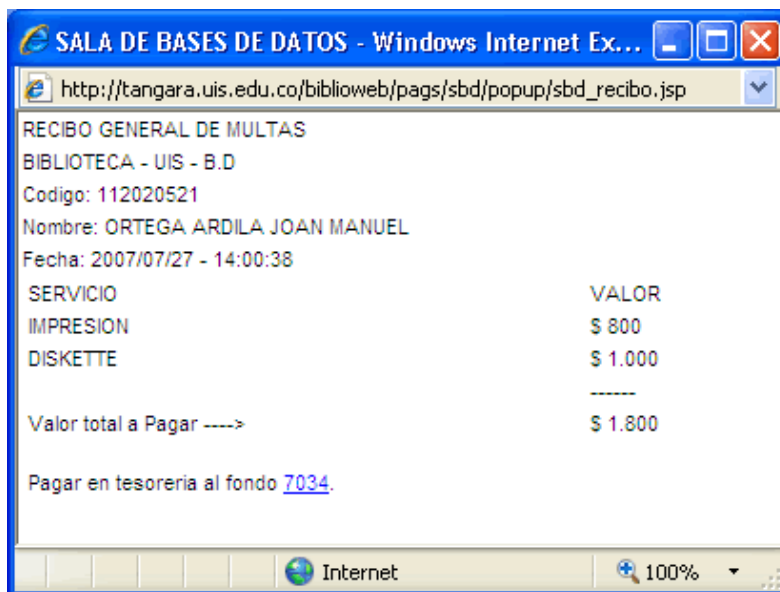 SALA DE BASES DE DATOS - Windows Internet Ex...
http://tangara.uis.edu.co/biblioweb/pags/sbd/popup/sbd_recibo.jsp
RECIBO GENERAL DE MULTAS
BIBLIOTECA - UIS - B.D
Codigo: 112020521
Nombre: ORTEGA ARDILA JOAN MANUEL
Fecha: 2007/07/27 - 14:00:38
SERVICIO VALOR
IMPRESION $ 800
DISKETTE $ 1.000
------
Valor total a Pagar ----> $ 1.800
Pagar en tesoreria al fondo 7034.
Internet 100%